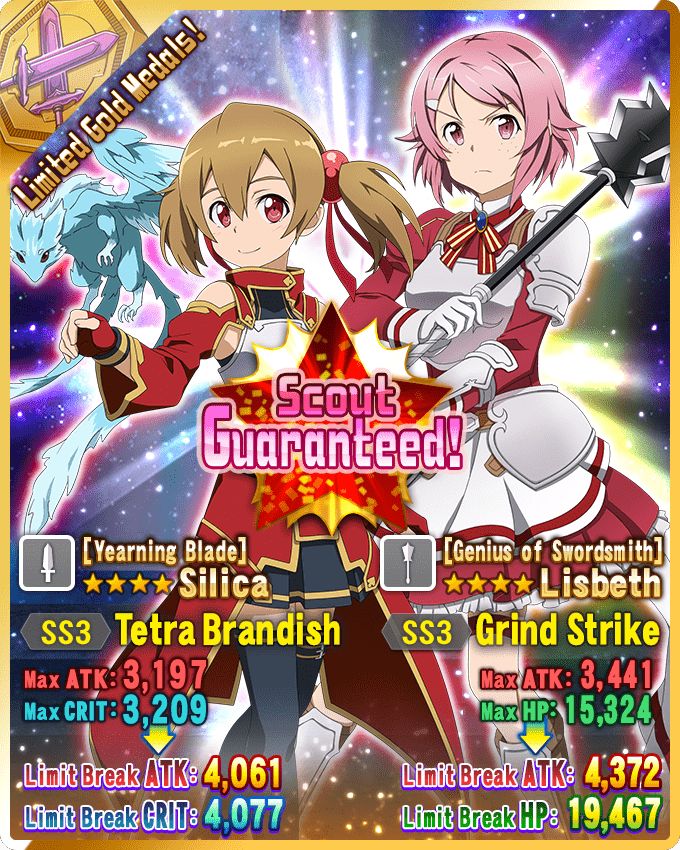 Limited Gold Medals!
Scout
Guaranteed!
[Yearning Blade]
★★★★Silica
SS3 Tetra Brandish
Max ATK: 3,197
Max CRIT: 3,209
Limit Break ATK: 4,061
Limit Break CRIT: 4,077
[Genius of Swordsmith]
★★★★Lisbeth
SS3 Grind Strike
Max ATK: 3,441
Max HP: 15,324
Limit Break ATK: 4,372
Limit Break HP: 19,467